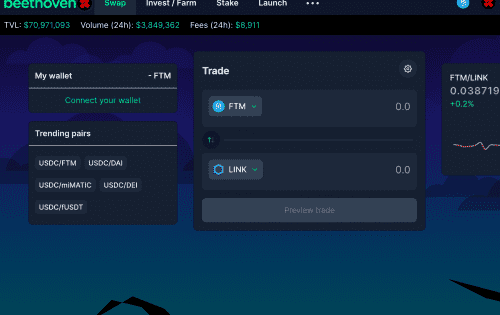 beethoven Swap Invest / Farm Stake Launch
TVL: $70,971,093 Volume (24h): $3,849,362 Fees (24h): $6,911
My wallet - FTM
Connect your wallet
Trending pairs
USDC/FTM USDC/DAI
USDC/miMATIC USDC/DEI
USDC/fUSDT
Trade
FTM 0.0
LINK 0.0
Preview trade
FTM/LINK
0.038719
+0.2%